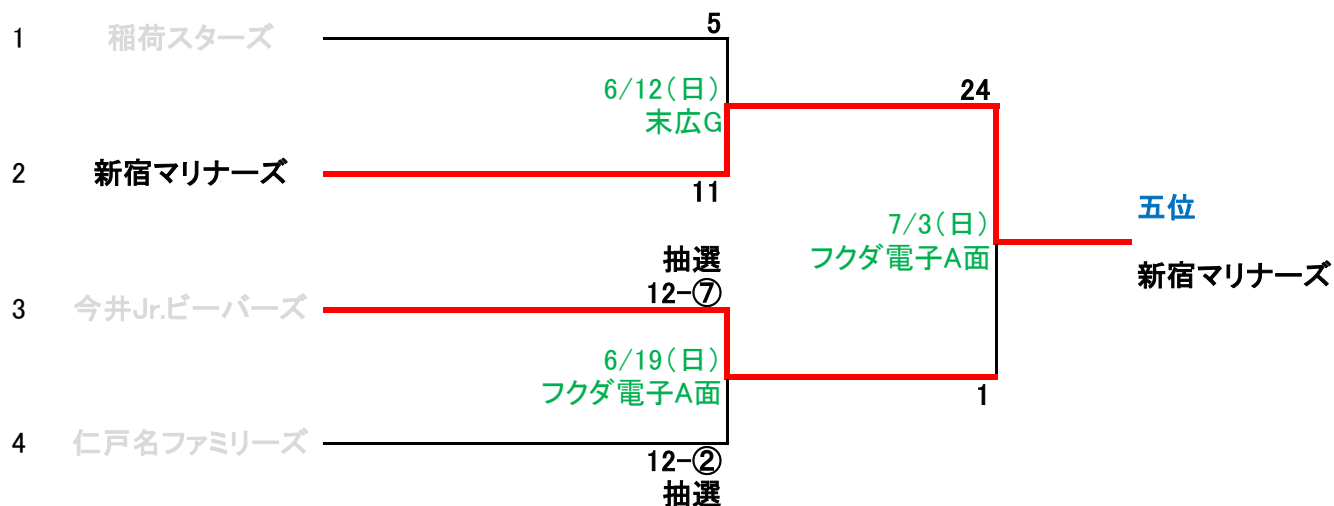 1 稲荷スターズ
5
6/12(日)
末広G
24
2 新宿マリナーズ
11
五位
7/3(日)
フクダ電子A面
新宿マリナーズ
抽選
12-⑦
3 今井Jr.ビーバーズ
6/19(日)
フクダ電子A面
1
4 仁戸名ファミリーズ
12-②
抽選